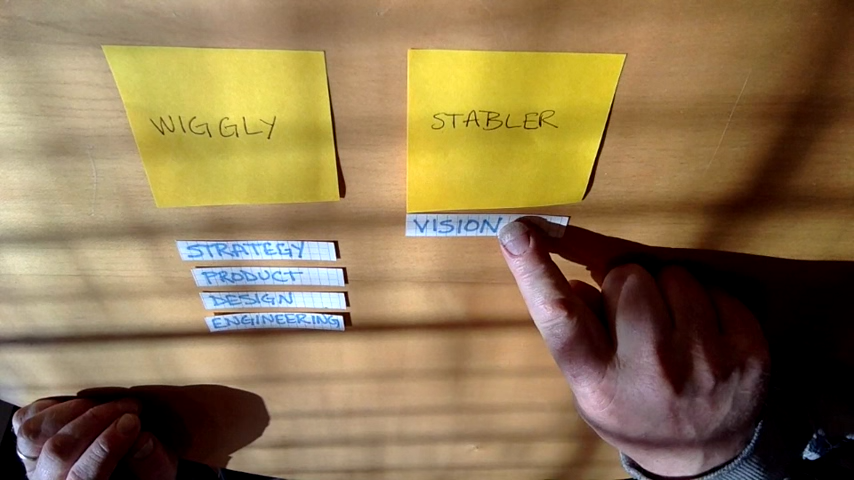 WIGGLY
STABLER
VISION
STRATEGY
PRODUCT
DESIGN
ENGINEERING